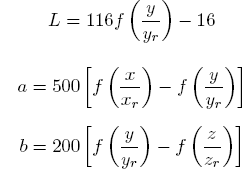 L = 116f(y/y_r) − 16
a = 500[f(x/x_r) − f(y/y_r)]
b = 200[f(y/y_r) − f(z/z_r)]